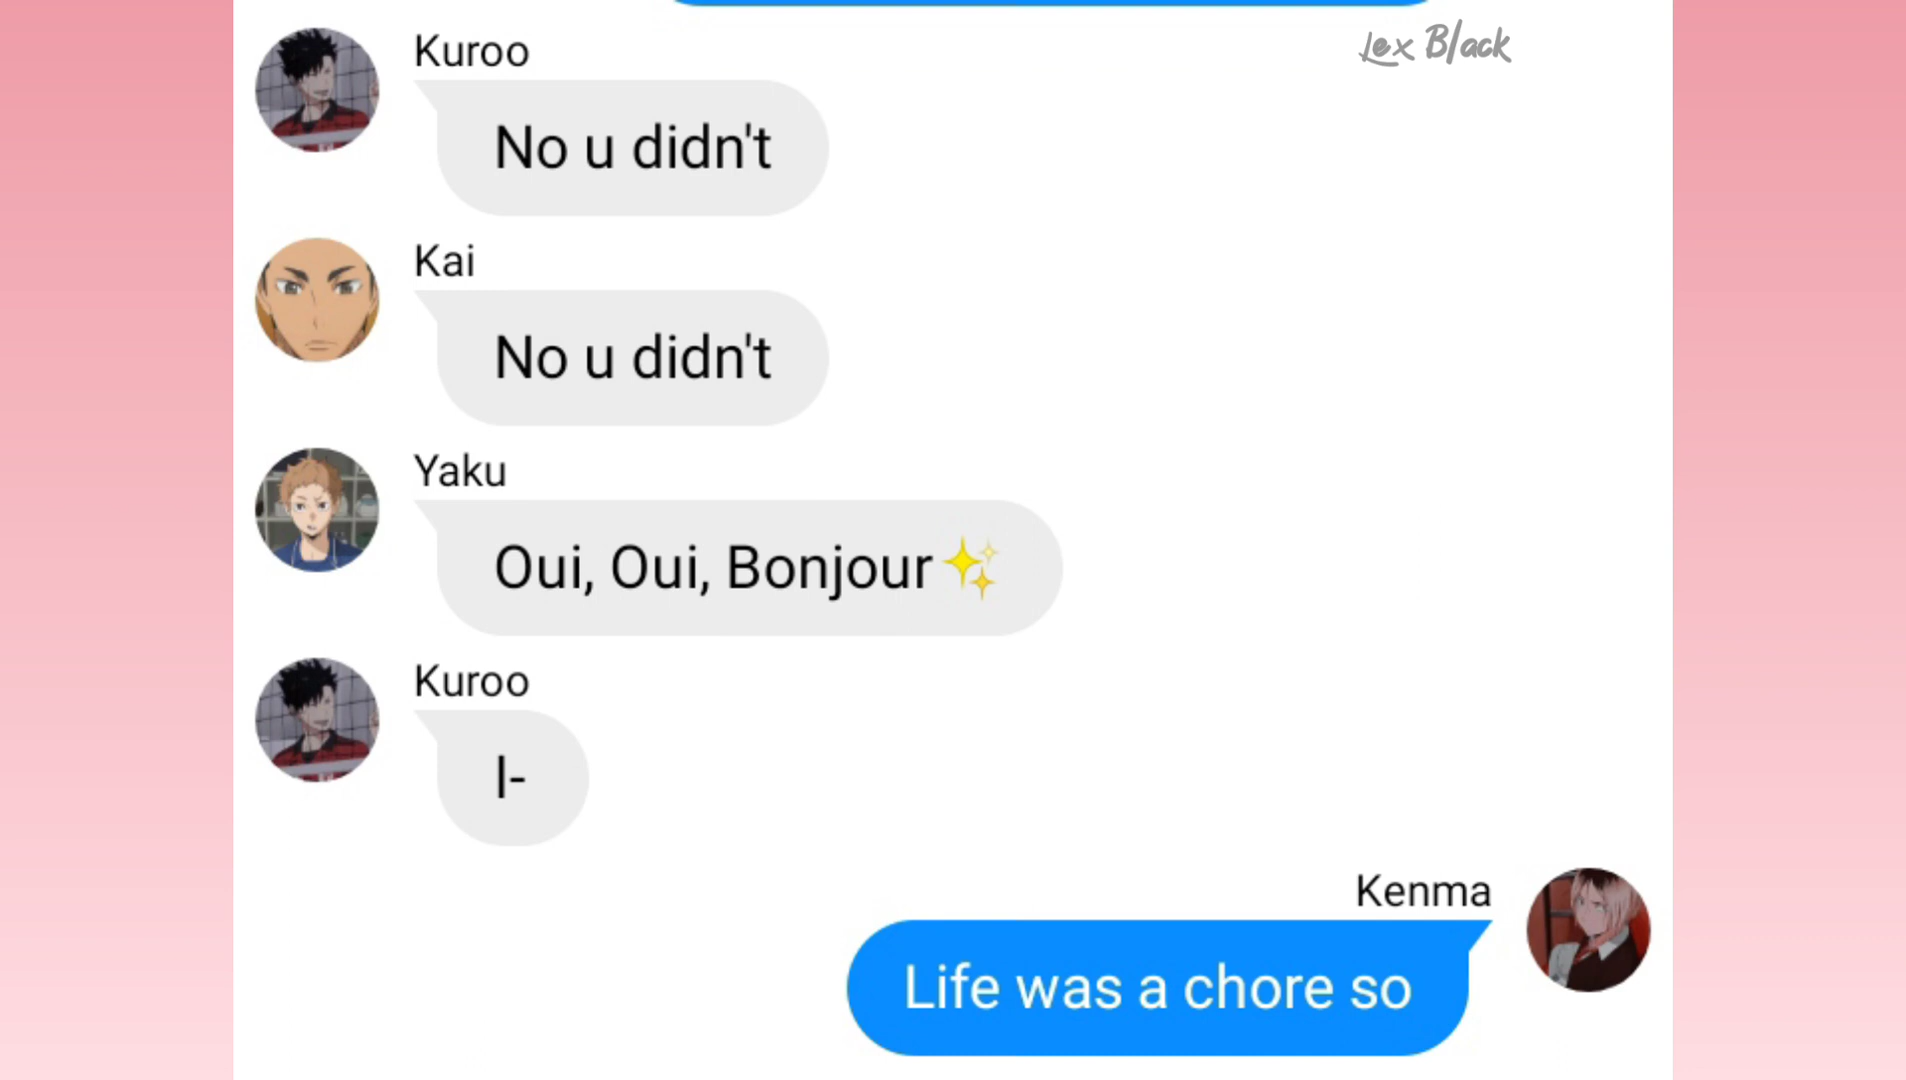 Lex Black
Kuroo
No u didn't
Kai
No u didn't
Yaku
Oui, Oui, Bonjour✨
Kuroo
I-
Kenma
Life was a chore so